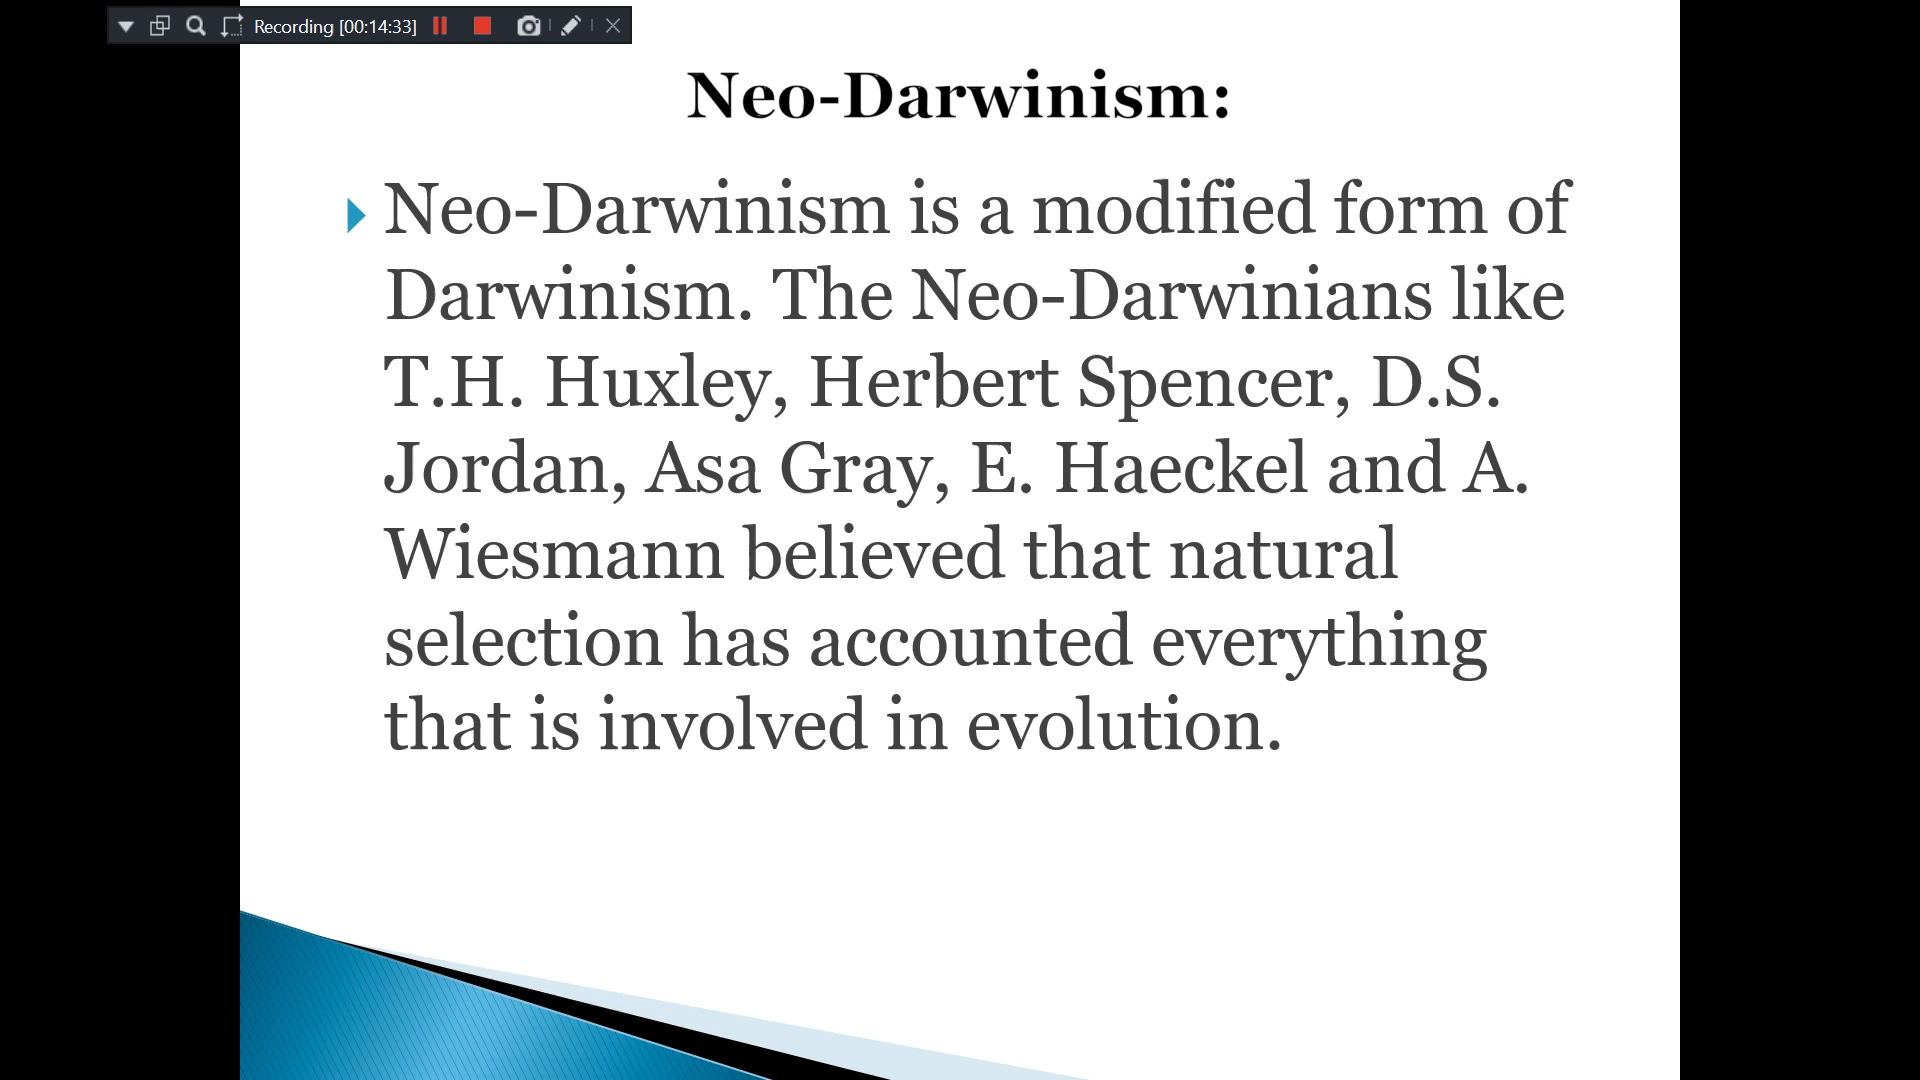 Recording [00:14:33]
Neo-Darwinism:
Neo-Darwinism is a modified form of
Darwinism. The Neo-Darwinians like
T.H. Huxley, Herbert Spencer, D.S.
Jordan, Asa Gray, E. Haeckel and A.
Wiesmann believed that natural
selection has accounted everything
that is involved in evolution.